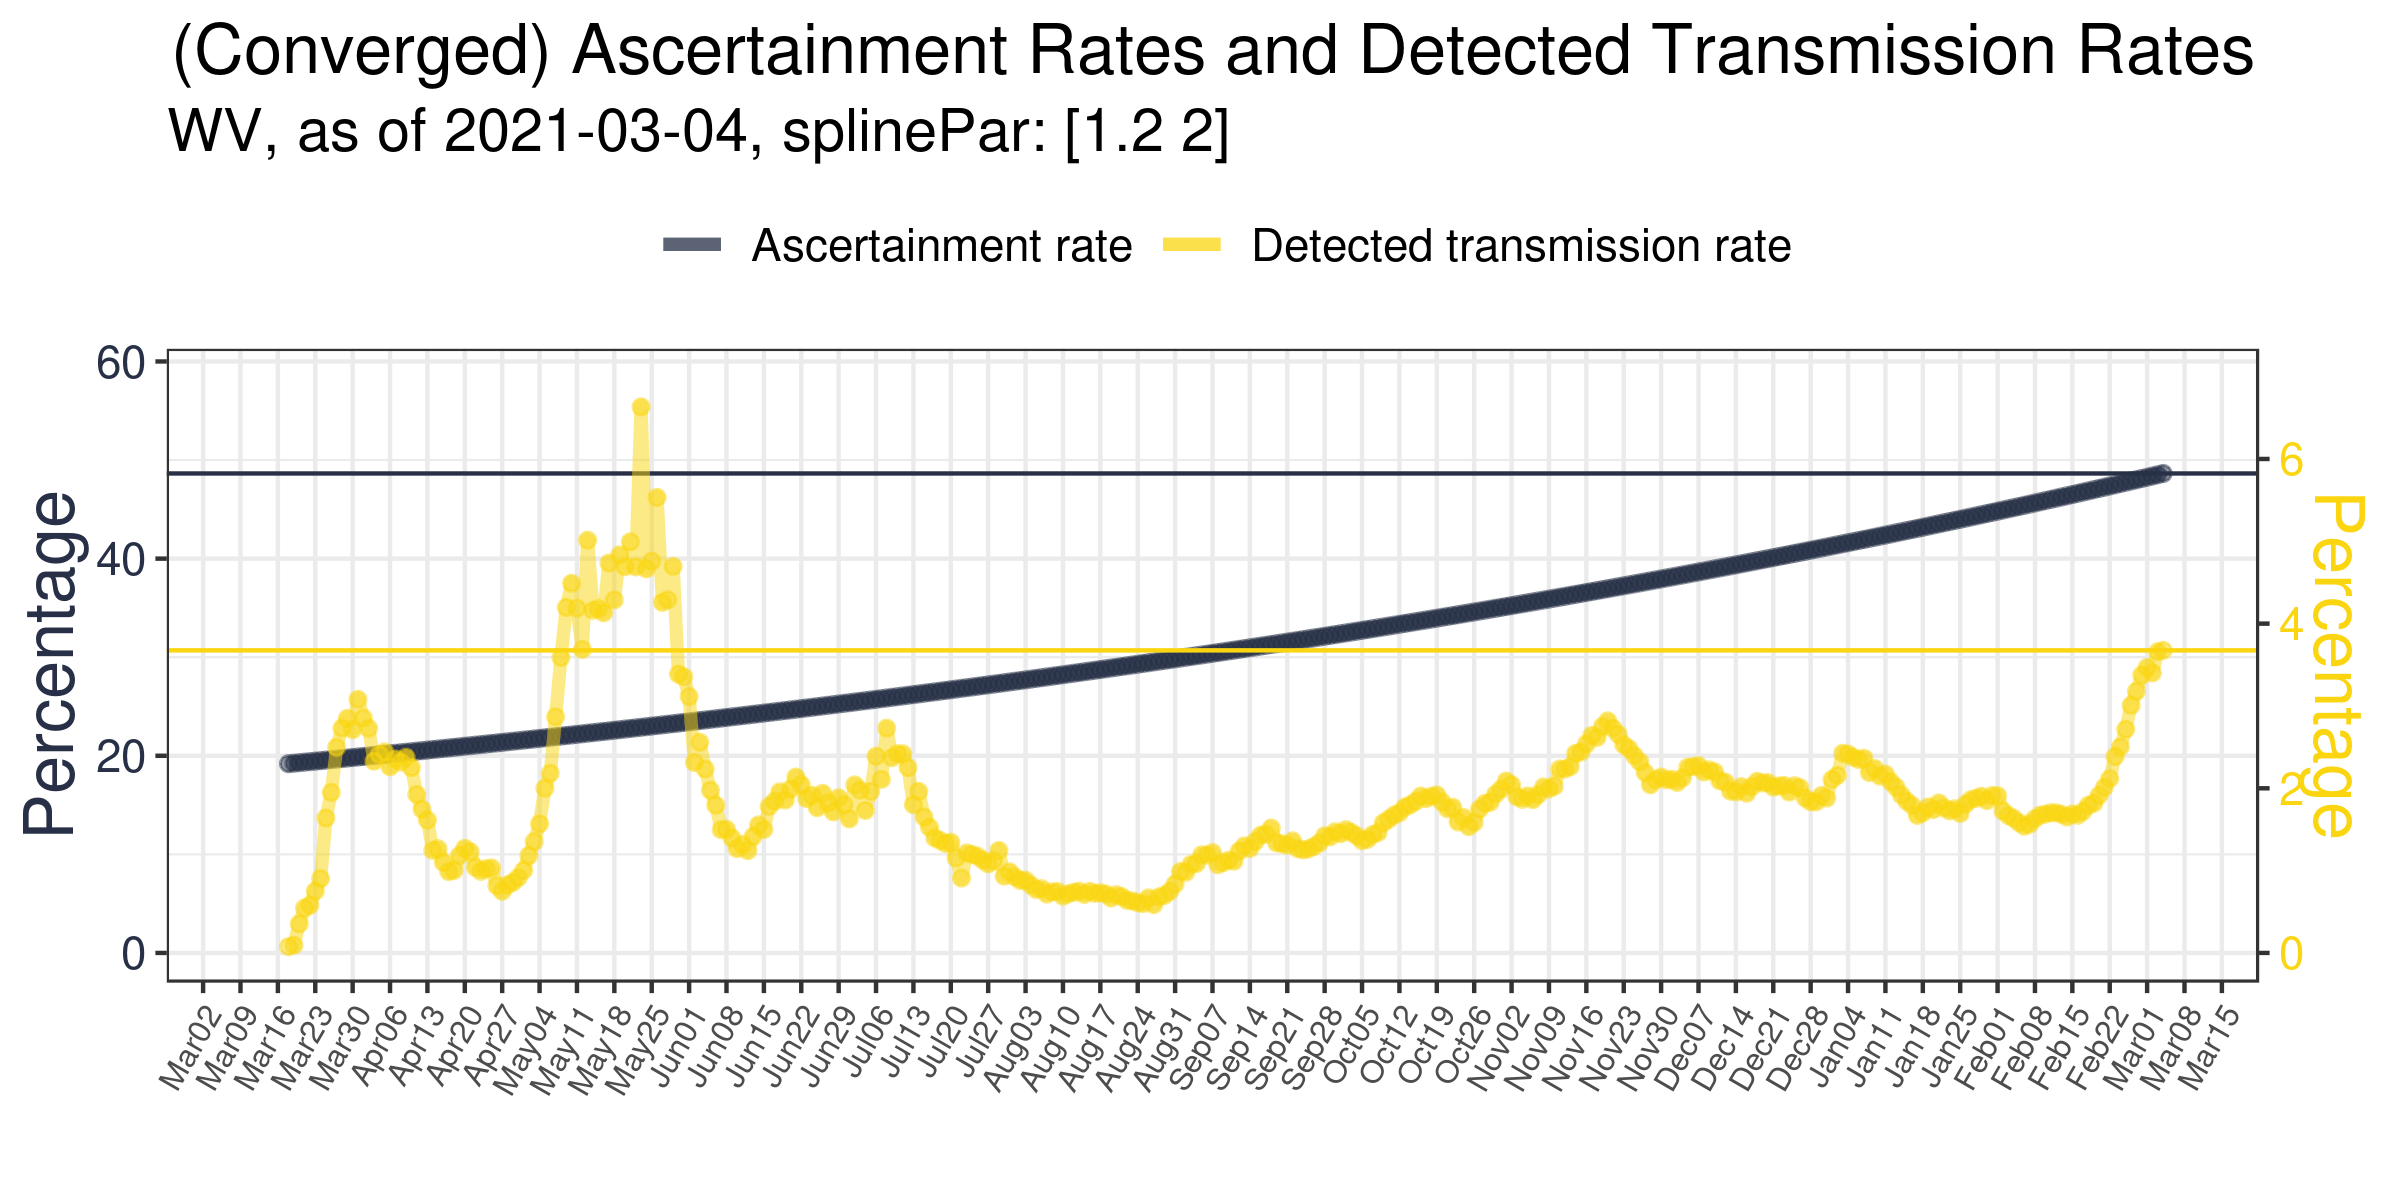 (Converged) Ascertainment Rates and Detected Transmission Rates
WV, as of 2021-03-04, splinePar: [1.2 2]
Ascertainment rate
Detected transmission rate
Percentage
60
40
20
0
6
4
2
0
Percentage
Mar02
Mar09
Mar16
Mar23
Mar30
Apr06
Apr13
Apr20
Apr27
May04
May11
May18
May25
Jun01
Jun08
Jun15
Jun22
Jun29
Jul06
Jul13
Jul20
Jul27
Aug03
Aug10
Aug17
Aug24
Aug31
Sep07
Sep14
Sep21
Sep28
Oct05
Oct12
Oct19
Oct26
Nov02
Nov09
Nov16
Nov23
Nov30
Dec07
Dec14
Dec21
Dec28
Jan04
Jan11
Jan18
Jan25
Feb01
Feb08
Feb15
Feb22
Mar01
Mar08
Mar15